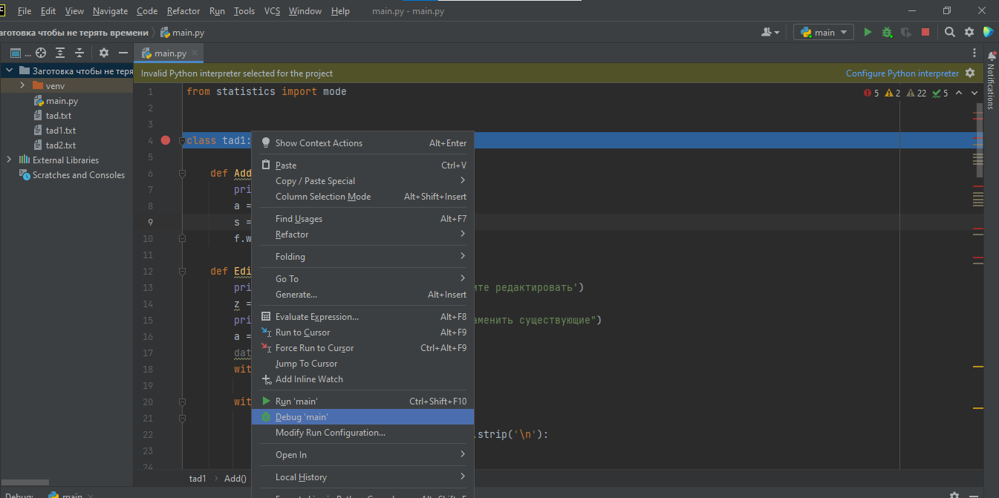 File Edit View Navigate Code Refactor Run Tools VCS Window Help main.py - main.py
аготовка чтобы не терять времени main.py main
... main.py
Invalid Python interpreter selected for the project Configure Python interpreter
Заготовка чтобы не теря
venv
main.py
tad.txt
tad1.txt
tad2.txt
External Libraries
Scratches and Consoles
Notifications
5 2 22 5
1 from statistics import mode
2
3
4 class tad1:
5
6 def Add
7 pri
8 a =
9 s =
10 f.w
11
12 def Edi
13 pri те редактировать')
14 z =
15 pri аменить существующие")
16 a =
17 dat
18 wit
19
20 wit
21
22 .strip('\n'):
23
24
Show Context Actions Alt+Enter
Paste Ctrl+V
Copy / Paste Special
Column Selection Mode Alt+Shift+Insert
Find Usages Alt+F7
Refactor
Folding
Go To
Generate... Alt+Insert
Evaluate Expression... Alt+F8
Run to Cursor Alt+F9
Force Run to Cursor Ctrl+Alt+F9
Jump To Cursor
Add Inline Watch
Run 'main' Ctrl+Shift+F10
Debug 'main'
Modify Run Configuration...
Open In
Local History
tad1 Add()
Debug: main